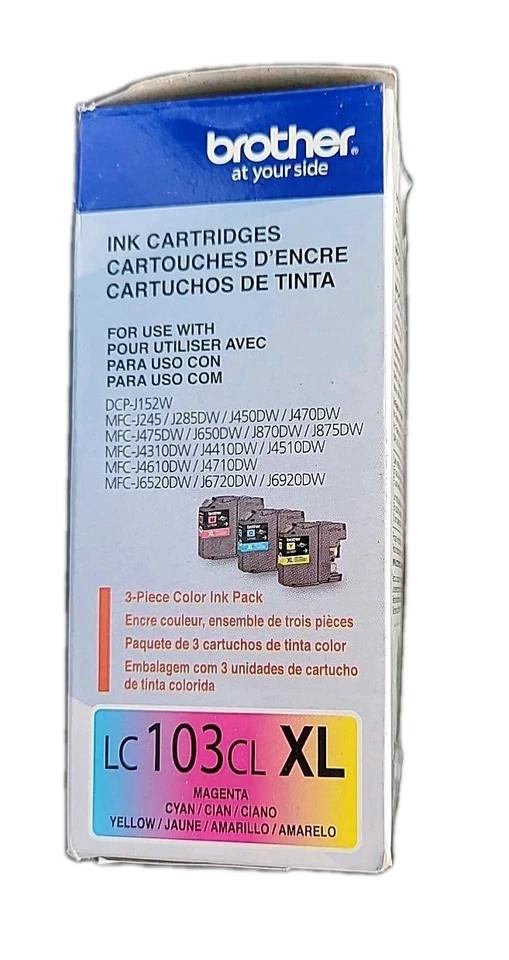 brother®
at your side
INK CARTRIDGES
CARTOUCHES D'ENCRE
CARTUCHOS DE TINTA
FOR USE WITH
POUR UTILISER AVEC
PARA USO CON
PARA USO COM
DCP-J152W
MFC-J245 / J285DW / J450DW / J470DW
MFC-J475DW / J650DW / J870DW / J875DW
MFC-J4310DW / J4410DW / J4510DW
MFC-J4610DW / J4710DW
MFC-J6520DW / J6720DW / J6920DW
XL
3-Piece Color Ink Pack
Encre couleur, ensemble de trois pièces
Paquete de 3 cartuchos de tinta color
Embalagem com 3 unidades de cartucho
de tinta colorida
LC103CL XL
MAGENTA
CYAN / CIAN / CIANO
YELLOW / JAUNE / AMARILLO / AMARELO